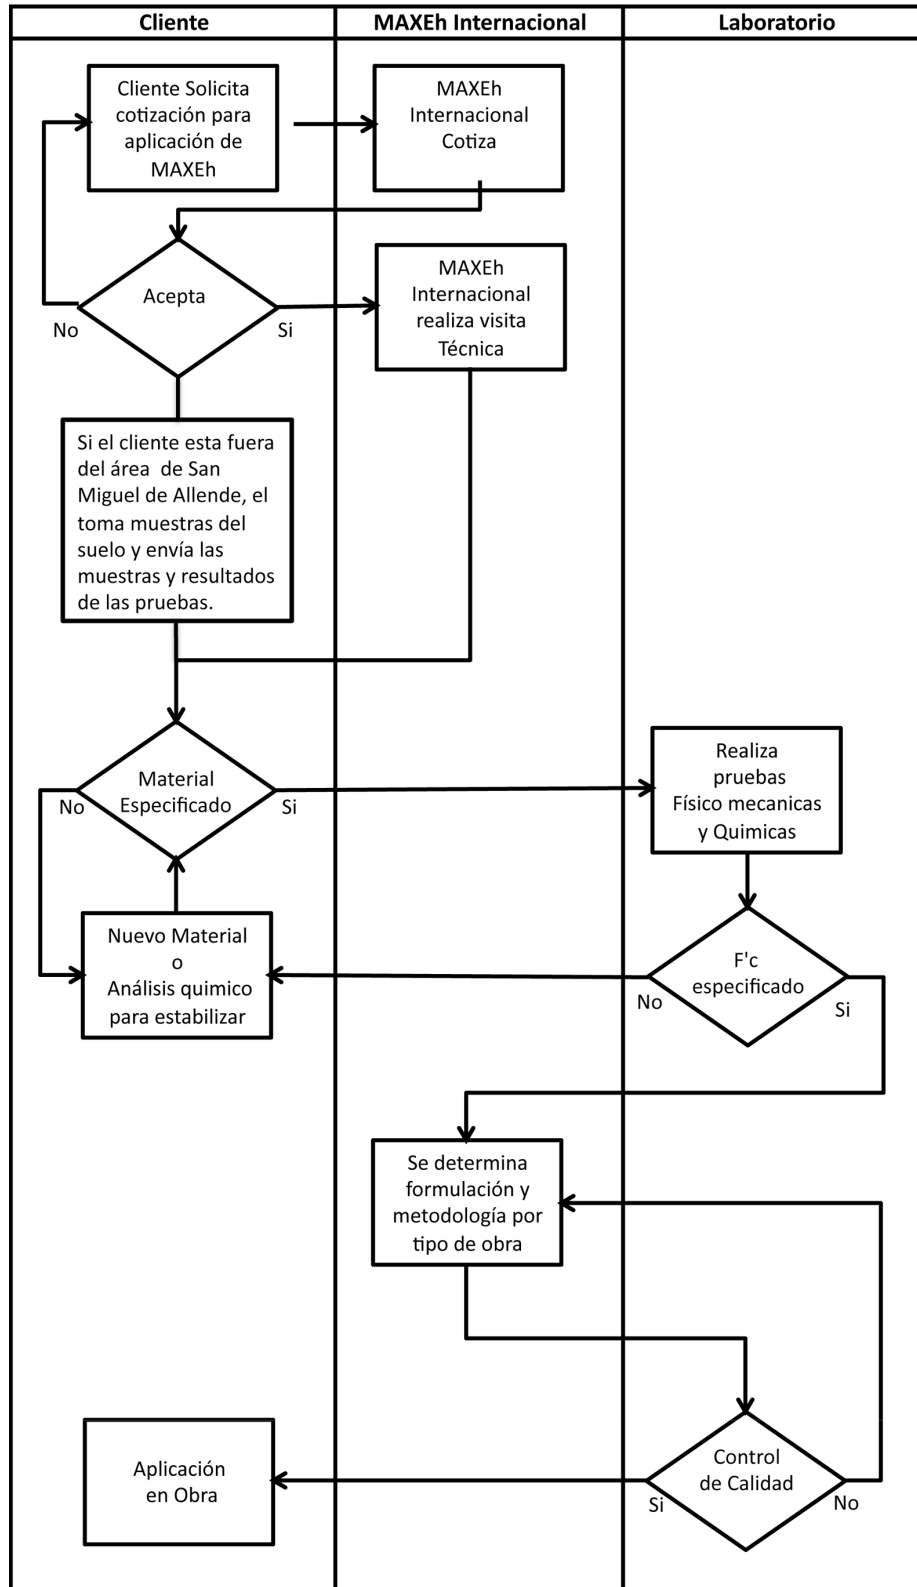 Cliente
MAXEh Internacional
Laboratorio
Cliente Solicita
cotización para
aplicación de
MAXEh
MAXEh
Internacional
Cotiza
Acepta
No
Si
MAXEh
Internacional
realiza visita
Técnica
Si el cliente esta fuera
del área de San
Miguel de Allende, el
toma muestras del
suelo y envía las
muestras y resultados
de las pruebas.
Material
Especificado
No
Si
Realiza
pruebas
Físico mecanicas
y Quimicas
Nuevo Material
o
Análisis quimico
para estabilizar
F'c
especificado
No
Si
Se determina
formulación y
metodología por
tipo de obra
Aplicación
en Obra
Control
de Calidad
Si
No